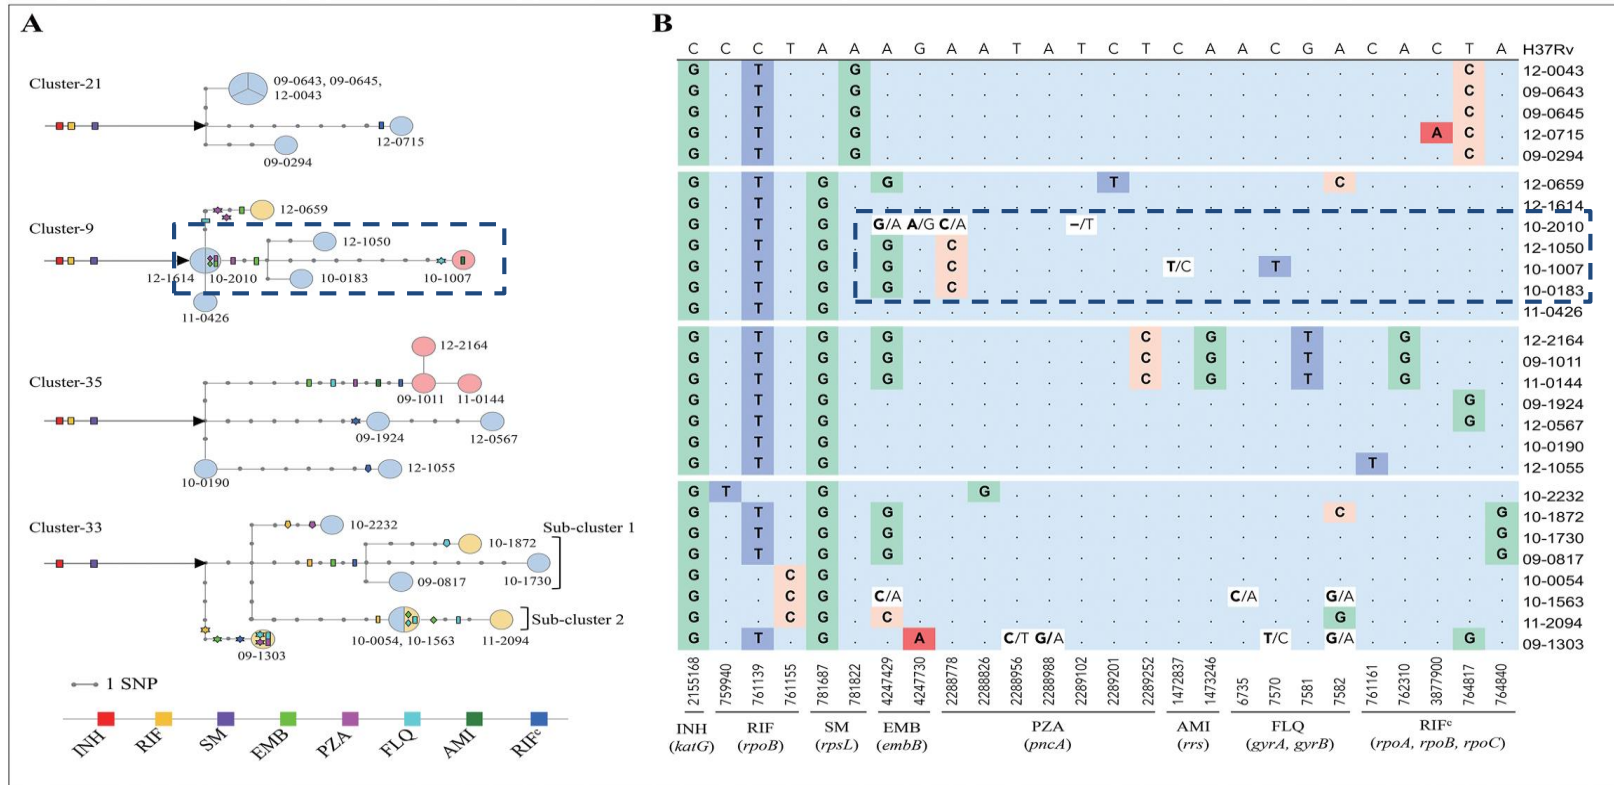 A
Cluster-21
09-0643, 09-0645,
12-0043
12-0715
09-0294
Cluster-9
12-0659
12-1050
12-1614
10-2010
10-0183
10-1007
11-0426
Cluster-35
12-2164
09-1011
11-0144
09-1924
12-0567
10-0190
12-1055
Cluster-33
10-2232
Sub-cluster 1
10-1872
10-1730
09-0817
Sub-cluster 2
10-0054, 10-1563
11-2094
09-1303
1 SNP
INH RIF SM EMB PZA FLQ AMI RIFᶜ
B
C C C T A A A G A A T A T C T C A A C G A C A C T A H37Rv
G . T . . G . . . . . . . . . . . . . . . . . . C . 12-0043
G . T . . G . . . . . . . . . . . . . . . . . . C . 09-0643
G . T . . G . . . . . . . . . . . . . . . . . . C . 09-0645
G . T . . G . . . . . . . . . . . . . . . . . A C . 12-0715
G . T . . G . . . . . . . . . . . . . . . . . . C . 09-0294
G . T . G . G . . . . . . T . . . . . . C . . . . . 12-0659
G . T . G . . . . . . . . . . . . . . . . . . . . . 12-1614
G . T . G . G/A A/G C/A . . . –/T . . . . . . . . . . . . . 10-2010
G . T . G . G . C . . . . . . . . . . . . . . . . . 12-1050
G . T . G . G . C . . . . . . T/C . . T . . . . . . . 10-1007
G . T . G . G . C . . . . . . . . . . . . . . . . . 10-0183
G . T . G . . . . . . . . . . . . . . . . . . . . . 11-0426
G . T . G . G . . . . . . . C . G . . T . . G . . . 12-2164
G . T . G . G . . . . . . . C . G . . T . . G . . . 09-1011
G . T . G . G . . . . . . . C . G . . T . . G . . . 11-0144
G . T . G . . . . . . . . . . . . . . . . . . . G . 09-1924
G . T . G . . . . . . . . . . . . . . . . . . . G . 12-0567
G . T . G . . . . . . . . . . . . . . . . . . . . . 10-0190
G . T . G . . . . . . . . . . . . . . . . T . . . . 12-1055
G T . . G . . . . G . . . . . . . . . . . . . . . . 10-2232
G . T . G . G . . . . . . . . . . . . . C . . . . G 10-1872
G . T . G . G . . . . . . . . . . . . . . . . . . G 10-1730
G . T . G . G . . . . . . . . . . . . . . . . . . G 09-0817
G . . C G . . . . . . . . . . . . . . . . . . . . . 10-0054
G . . C G . C/A . . . . . . . . . . C/A . . G/A . . . . . 10-1563
G . . C G . C . . . . . . . . . . . . . G . . . . . 11-2094
G . T . G . . A . . C/T G/A . . . . . . T/C . G/A . . . G . 09-1303
2155168 759940 761139 761155 781687 781822 4247429 4247730 2288778 2288826 2288956 2288988 2289102 2289201 2289252 1472837 1473246 6735 7570 7581 7582 761161 762310 3877900 764817 764840
INH RIF SM EMB PZA AMI FLQ RIFᶜ
(katG) (rpoB) (rpsL) (embB) (pncA) (rrs) (gyrA, gyrB) (rpoA, rpoB, rpoC)